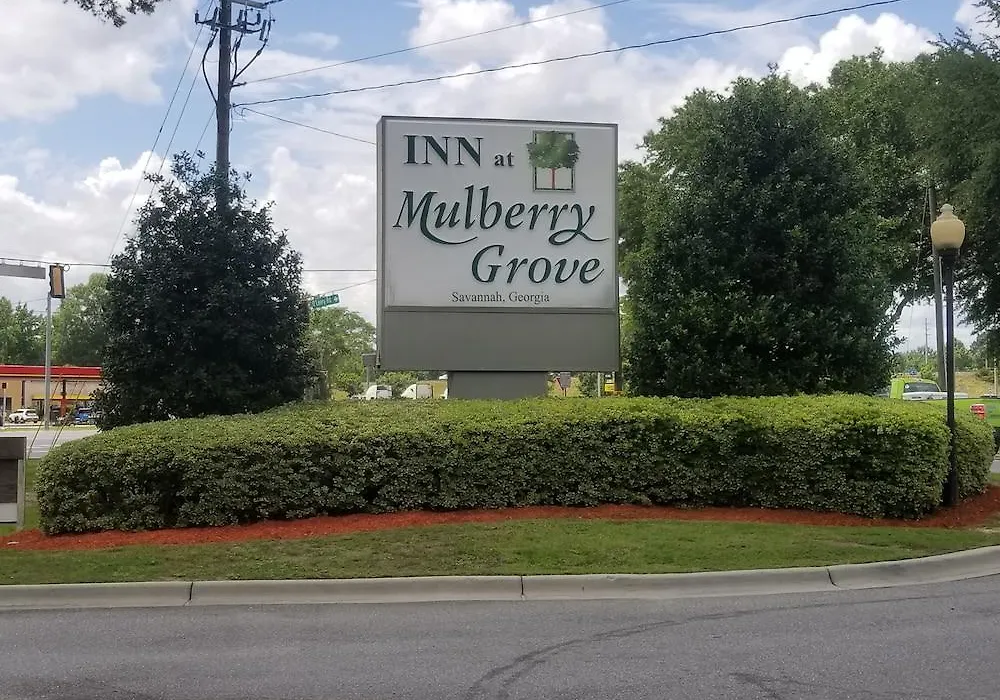 INN at
Mulberry
Grove
Savannah, Georgia